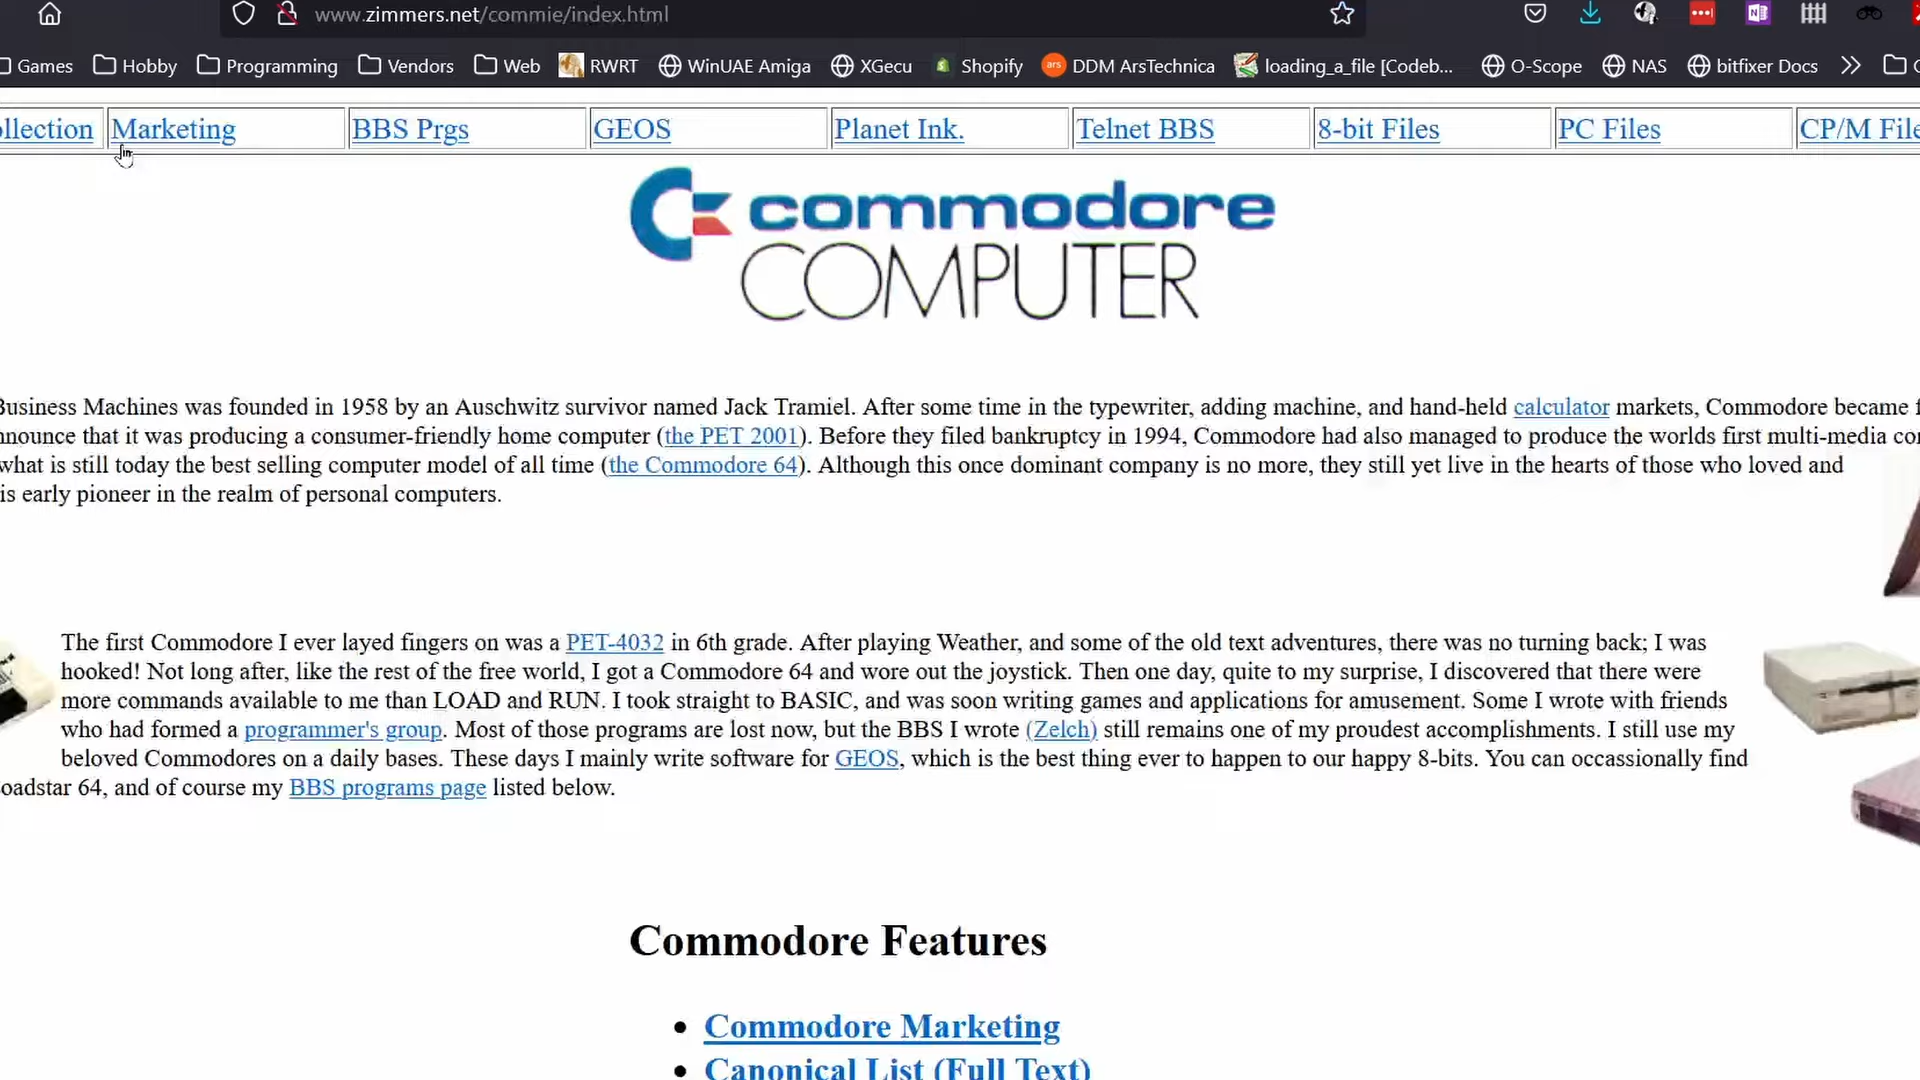 www.zimmers.net/commie/index.html
Games Hobby Programming Vendors Web RWRT WinUAE Amiga XGecu Shopify ars DDM ArsTechnica loading_a_file [Codeb... O-Scope NAS bitfixer Docs
ollection Marketing BBS Prgs GEOS Planet Ink. Telnet BBS 8-bit Files PC Files CP/M File
commodore
COMPUTER
Business Machines was founded in 1958 by an Auschwitz survivor named Jack Tramiel. After some time in the typewriter, adding machine, and hand-held calculator markets, Commodore became f
nnounce that it was producing a consumer-friendly home computer (the PET 2001). Before they filed bankruptcy in 1994, Commodore had also managed to produce the worlds first multi-media co
what is still today the best selling computer model of all time (the Commodore 64). Although this once dominant company is no more, they still yet live in the hearts of those who loved and
is early pioneer in the realm of personal computers.
The first Commodore I ever layed fingers on was a PET-4032 in 6th grade. After playing Weather, and some of the old text adventures, there was no turning back; I was
hooked! Not long after, like the rest of the free world, I got a Commodore 64 and wore out the joystick. Then one day, quite to my surprise, I discovered that there were
more commands available to me than LOAD and RUN. I took straight to BASIC, and was soon writing games and applications for amusement. Some I wrote with friends
who had formed a programmer's group. Most of those programs are lost now, but the BBS I wrote (Zelch) still remains one of my proudest accomplishments. I still use my
beloved Commodores on a daily bases. These days I mainly write software for GEOS, which is the best thing ever to happen to our happy 8-bits. You can occassionally find
oadstar 64, and of course my BBS programs page listed below.
Commodore Features
Commodore Marketing
Canonical List (Full Text)